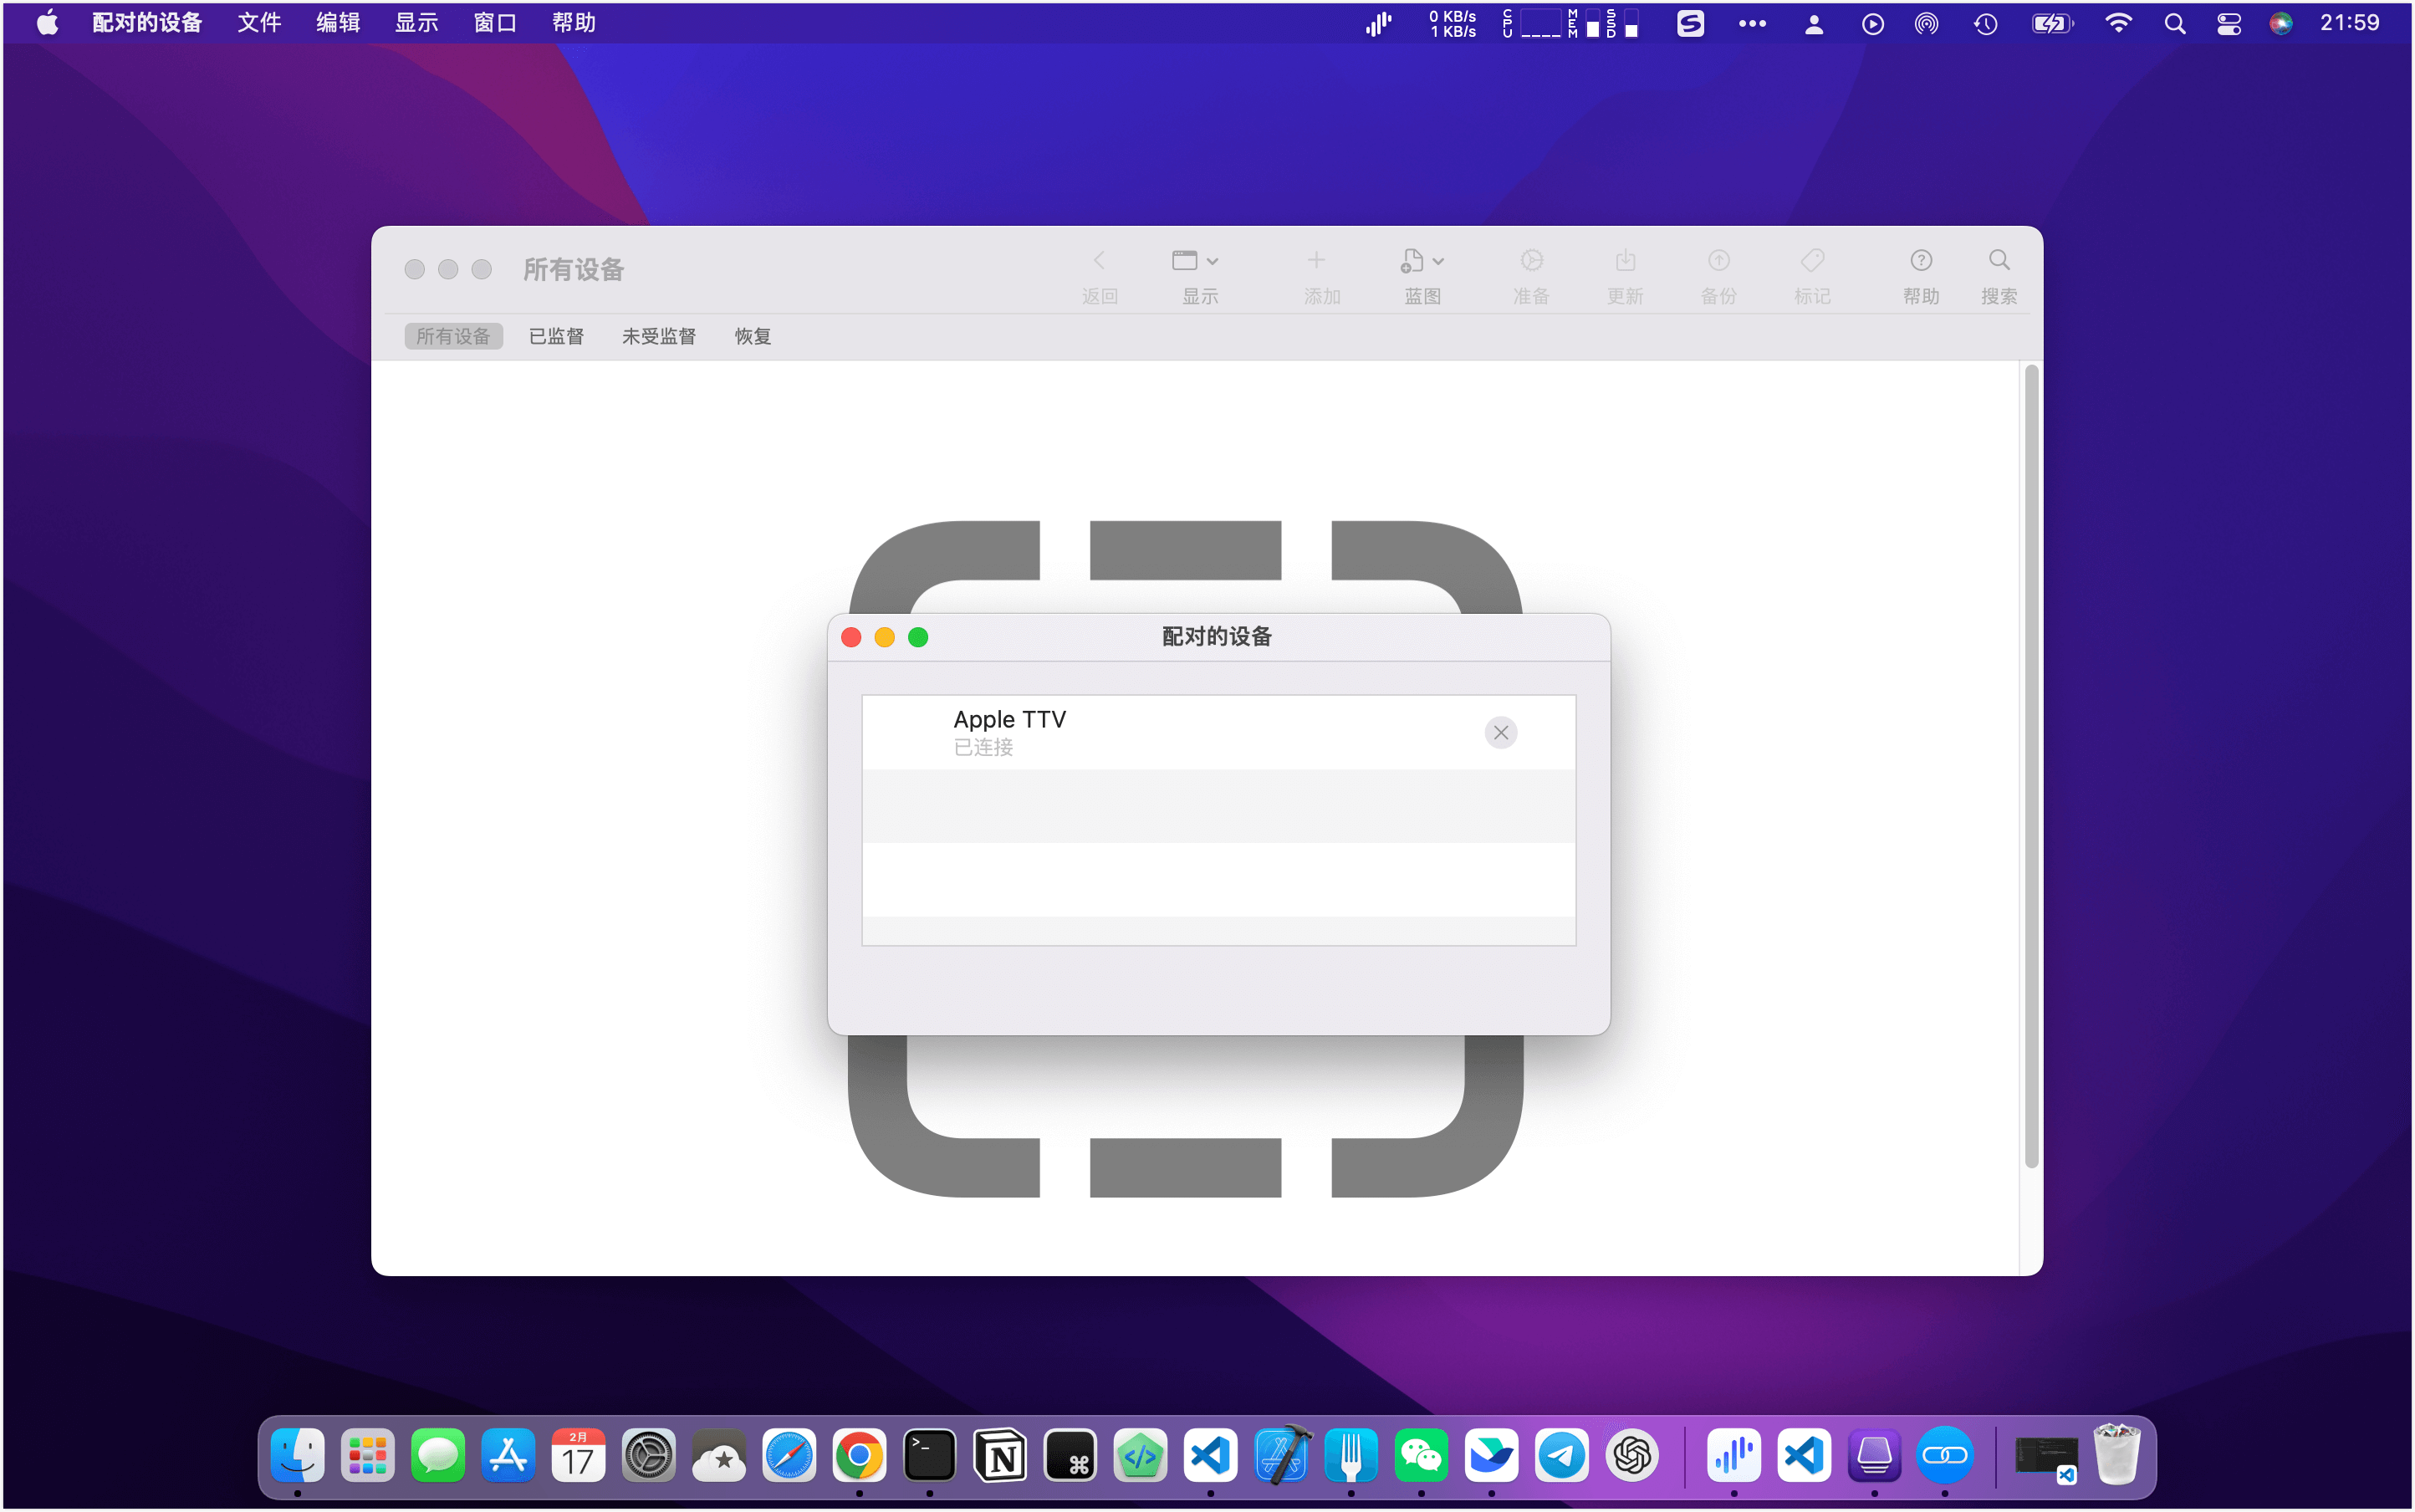 配对的设备 文件 编辑 显示 窗口 帮助
0 KB/s
1 KB/s
CPU MEM SSD
21:59
所有设备
返回 显示 添加 蓝图 准备 更新 备份 标记 帮助 搜索
所有设备 已监督 未受监督 恢复
配对的设备
Apple TTV
已连接
2月
17